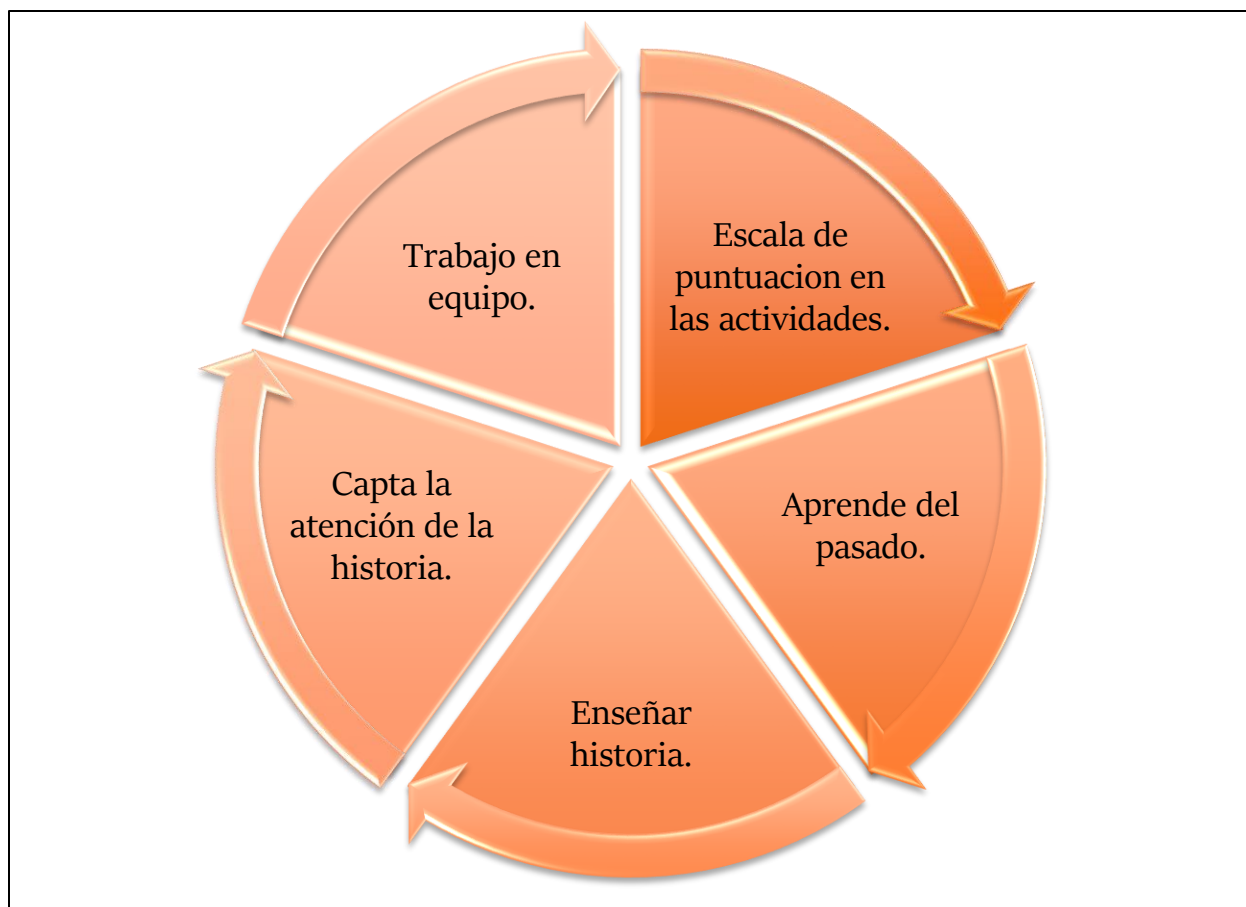 Trabajo en
equipo.
Escala de
puntuacion en
las actividades.
Capta la
atención de la
historia.
Aprende del
pasado.
Enseñar
historia.